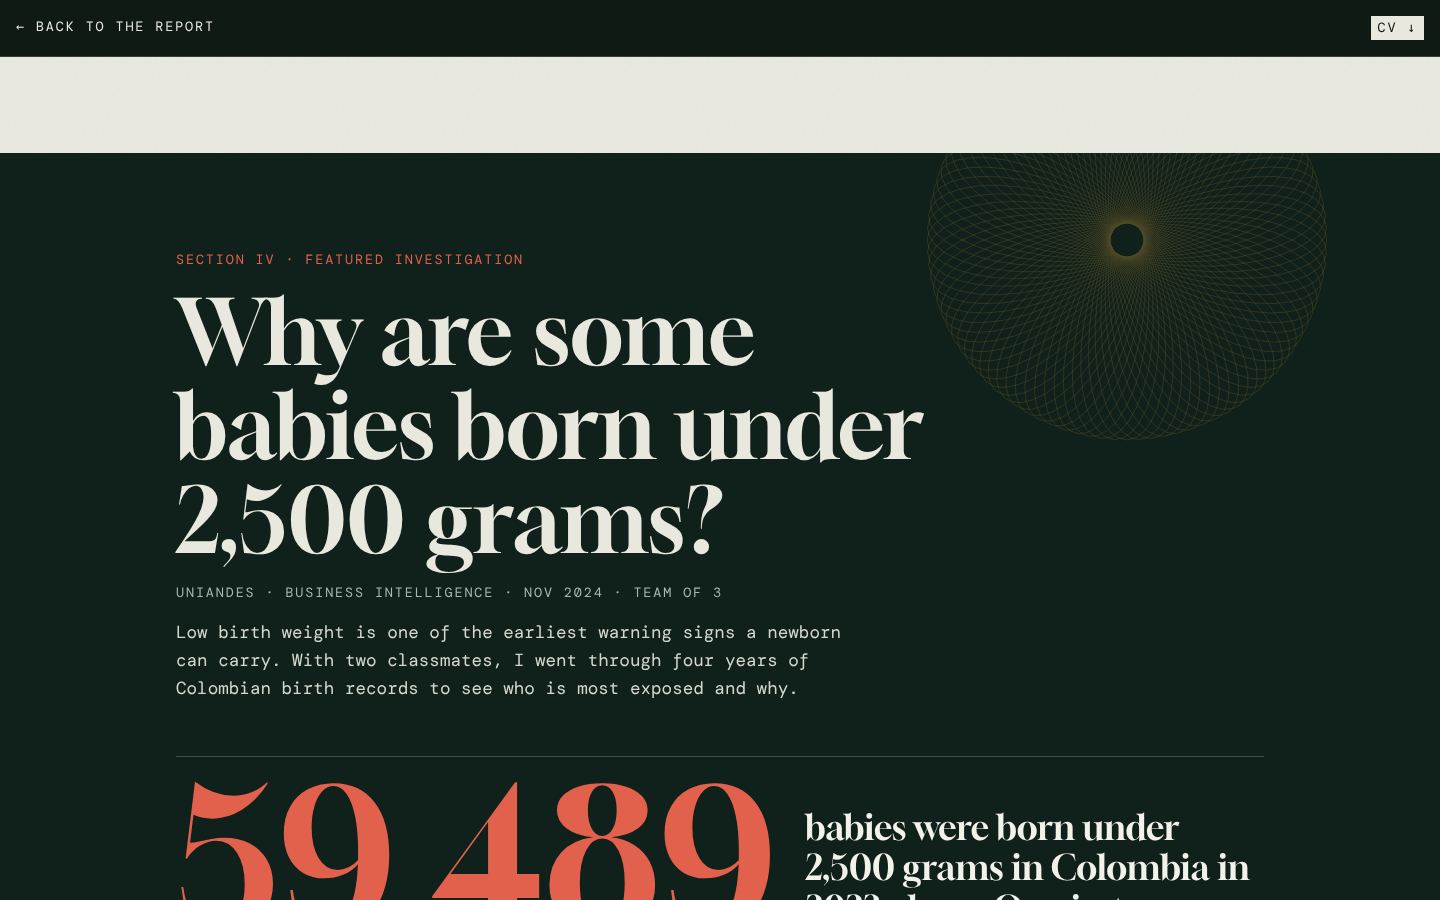 ← BACK TO THE REPORT
CV ↓
SECTION IV · FEATURED INVESTIGATION
Why are some
babies born under
2,500 grams?
UNIANDES · BUSINESS INTELLIGENCE · NOV 2024 · TEAM OF 3
Low birth weight is one of the earliest warning signs a newborn
can carry. With two classmates, I went through four years of
Colombian birth records to see who is most exposed and why.
59,489
babies were born under
2,500 grams in Colombia in